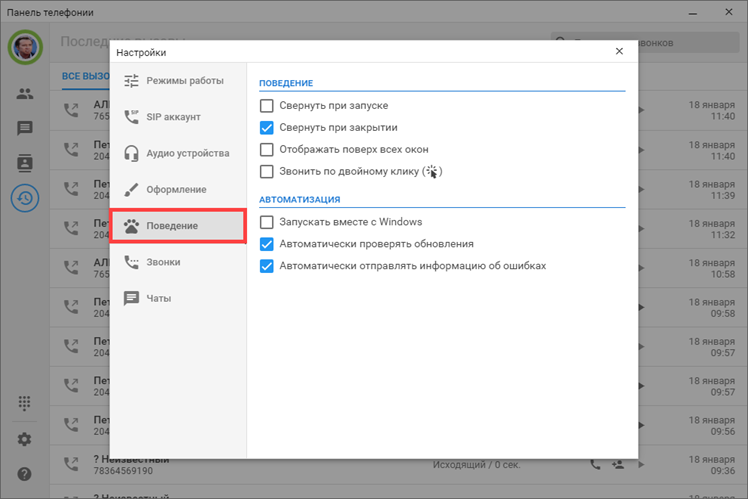 Панель телефонии
Последние вызовы
ВСЕ ВЫЗО
Настройки
Режимы работы
SIP аккаунт
Аудио устройства
Оформление
Поведение
Звонки
Чаты
ПОВЕДЕНИЕ
Свернуть при запуске
Свернуть при закрытии
Отображать поверх всех окон
Звонить по двойному клику ( )
АВТОМАТИЗАЦИЯ
Запускать вместе с Windows
Автоматически проверять обновления
Автоматически отправлять информацию об ошибках
звонков
АЛ
765
18 января
11:40
Пет
204
18 января
11:40
Пет
204
18 января
11:39
Пет
204
18 января
11:32
АЛ
765
18 января
10:58
Пет
204
18 января
09:58
Пет
204
18 января
09:57
Пет
204
18 января
09:57
Пет
204
18 января
09:56
? Неизвестный
78364569190
Исходящий / 0 сек.
18 января
09:36
? Неизвестный
18 января